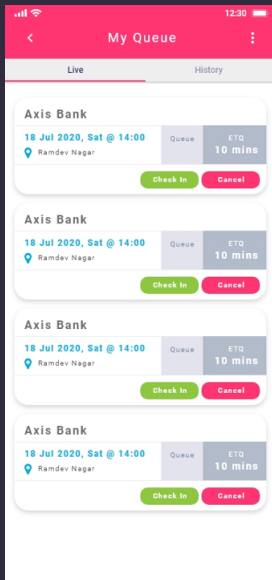 12:30
My Queue
Live History
Axis Bank
18 Jul 2020, Sat @ 14:00 Queue ETQ
Ramdev Nagar 10 mins
Check In Cancel
Axis Bank
18 Jul 2020, Sat @ 14:00 Queue ETQ
Ramdev Nagar 10 mins
Check In Cancel
Axis Bank
18 Jul 2020, Sat @ 14:00 Queue ETQ
Ramdev Nagar 10 mins
Check In Cancel
Axis Bank
18 Jul 2020, Sat @ 14:00 Queue ETQ
Ramdev Nagar 10 mins
Check In Cancel